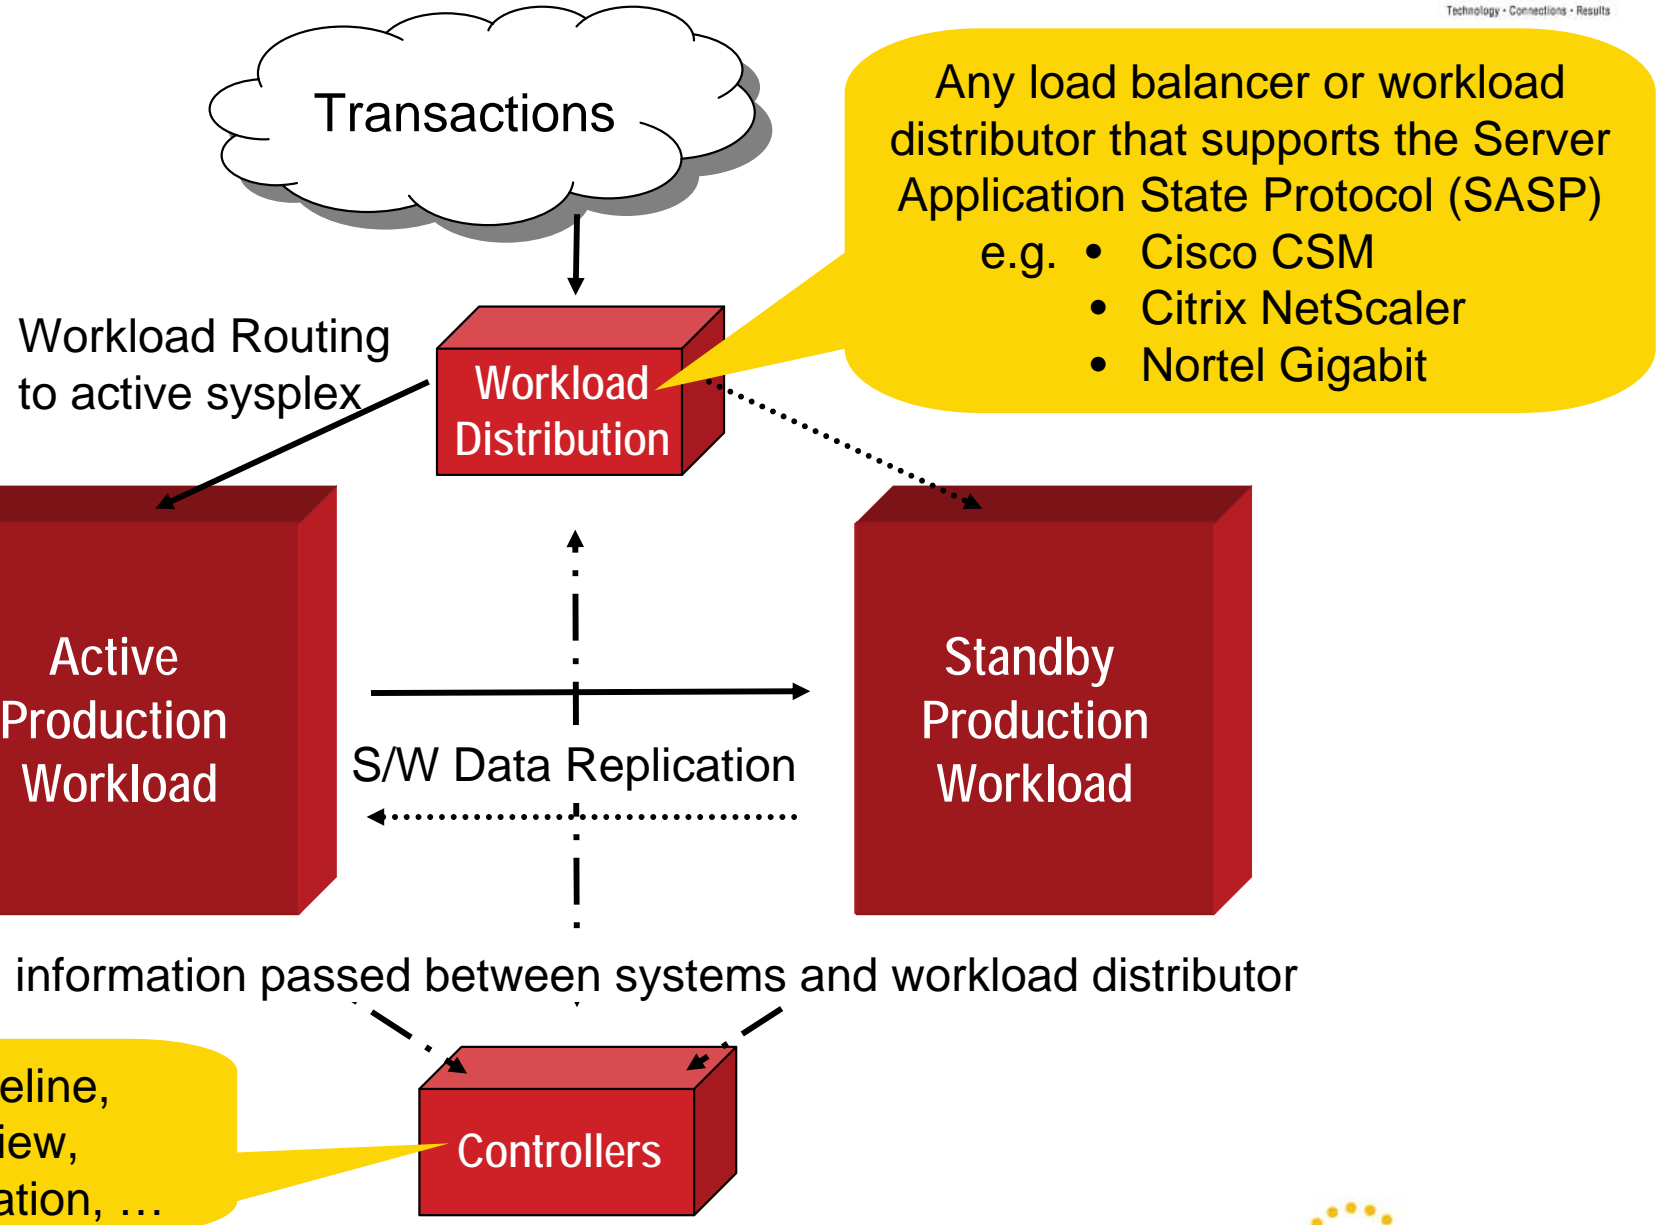 Technology • Connections • Results
Transactions
Any load balancer or workload
distributor that supports the Server
Application State Protocol (SASP)
e.g. • Cisco CSM
• Citrix NetScaler
• Nortel Gigabit
Workload Routing
to active sysplex
Workload
Distribution
Active
Production
Workload
S/W Data Replication
Standby
Production
Workload
information passed between systems and workload distributor
eline,
iew,
ation, …
Controllers